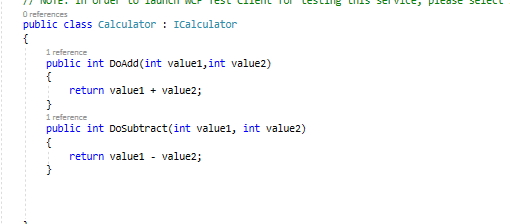 // NOTE: In order to launch WCF Test Client for testing this service, please select
0 references
public class Calculator : ICalculator
{
1 reference
public int DoAdd(int value1,int value2)
{
return value1 + value2;
}
1 reference
public int DoSubtract(int value1, int value2)
{
return value1 - value2;
}